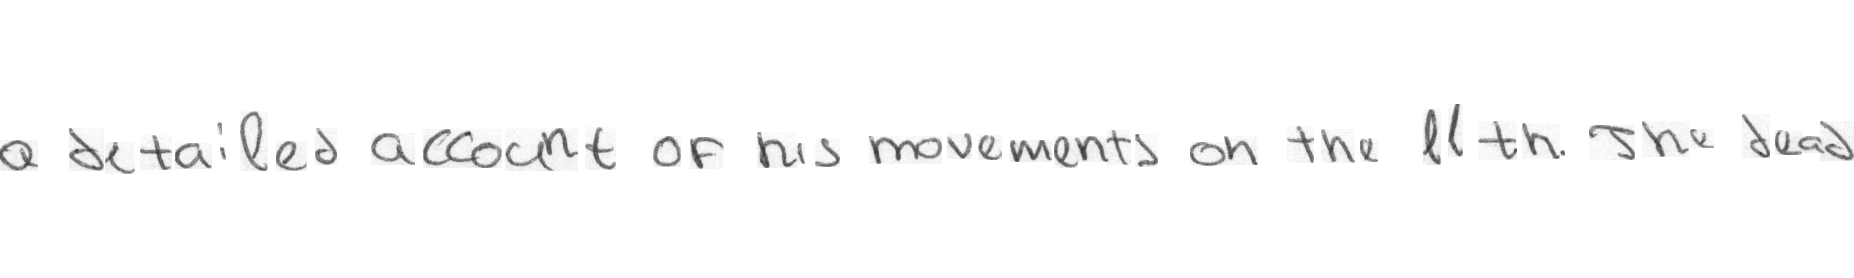 a detailed account of his movements on the 11th. The dead